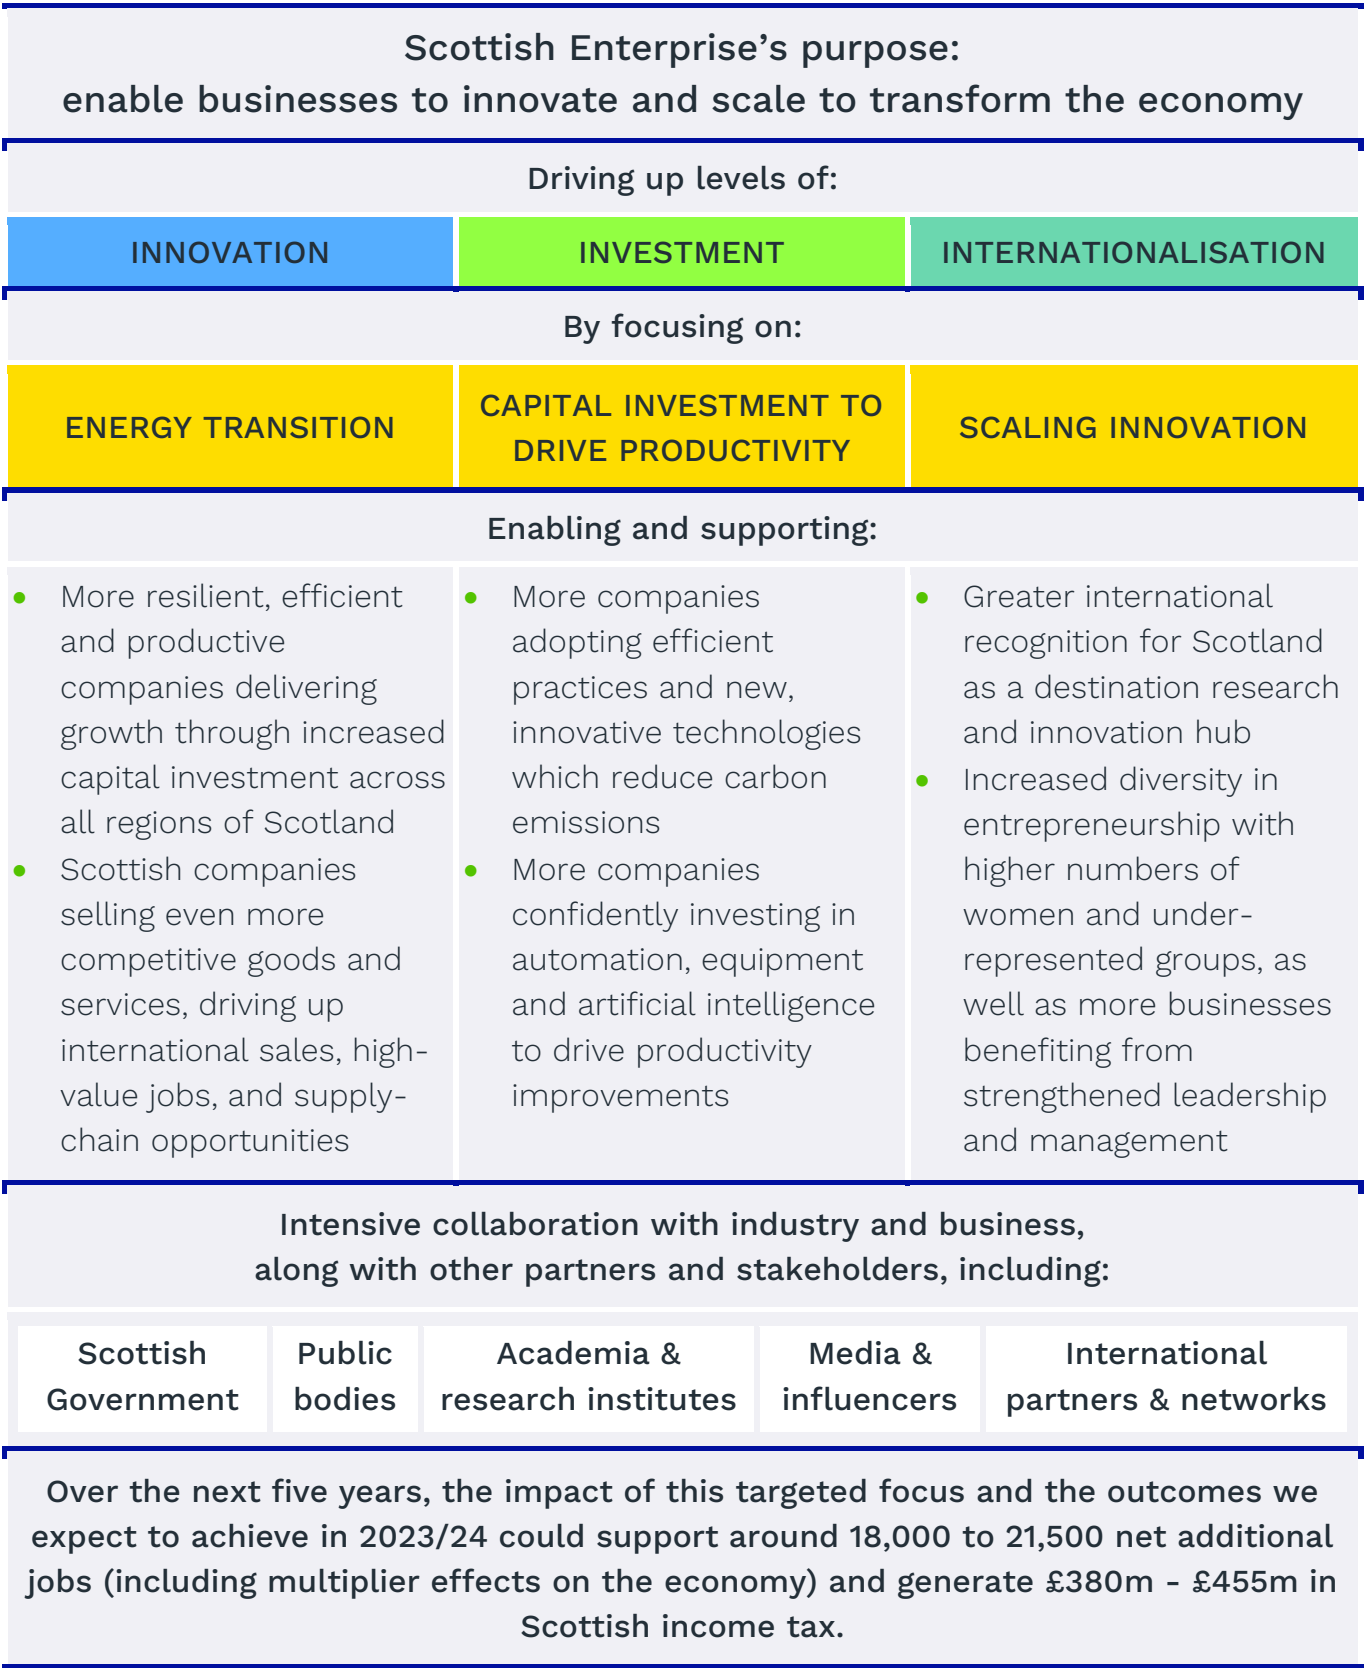 Scottish Enterprise’s purpose:
enable businesses to innovate and scale to transform the economy
Driving up levels of:
INNOVATION
INVESTMENT
INTERNATIONALISATION
By focusing on:
ENERGY TRANSITION
CAPITAL INVESTMENT TO
DRIVE PRODUCTIVITY
SCALING INNOVATION
Enabling and supporting:
• More resilient, efficient
and productive
companies delivering
growth through increased
capital investment across
all regions of Scotland
• Scottish companies
selling even more
competitive goods and
services, driving up
international sales, high-
value jobs, and supply-
chain opportunities
• More companies
adopting efficient
practices and new,
innovative technologies
which reduce carbon
emissions
• More companies
confidently investing in
automation, equipment
and artificial intelligence
to drive productivity
improvements
• Greater international
recognition for Scotland
as a destination research
and innovation hub
• Increased diversity in
entrepreneurship with
higher numbers of
women and under-
represented groups, as
well as more businesses
benefiting from
strengthened leadership
and management
Intensive collaboration with industry and business,
along with other partners and stakeholders, including:
Scottish
Government
Public
bodies
Academia &
research institutes
Media &
influencers
International
partners & networks
Over the next five years, the impact of this targeted focus and the outcomes we
expect to achieve in 2023/24 could support around 18,000 to 21,500 net additional
jobs (including multiplier effects on the economy) and generate £380m - £455m in
Scottish income tax.